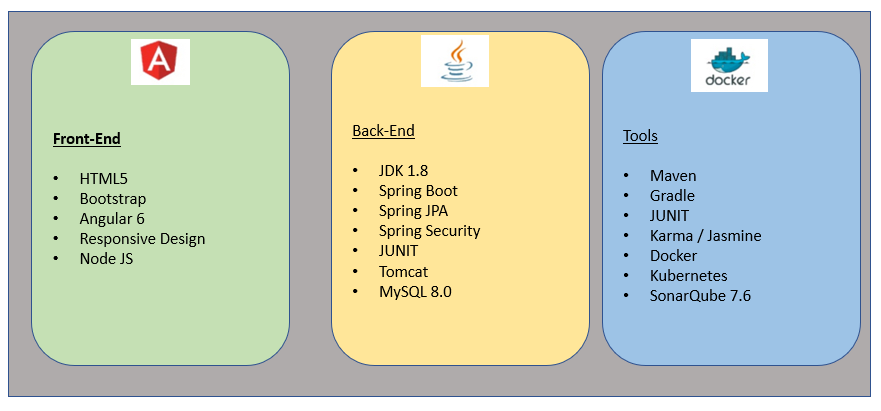 A
Front-End
• HTML5
• Bootstrap
• Angular 6
• Responsive Design
• Node JS
Back-End
• JDK 1.8
• Spring Boot
• Spring JPA
• Spring Security
• JUNIT
• Tomcat
• MySQL 8.0
docker
Tools
• Maven
• Gradle
• JUNIT
• Karma / Jasmine
• Docker
• Kubernetes
• SonarQube 7.6